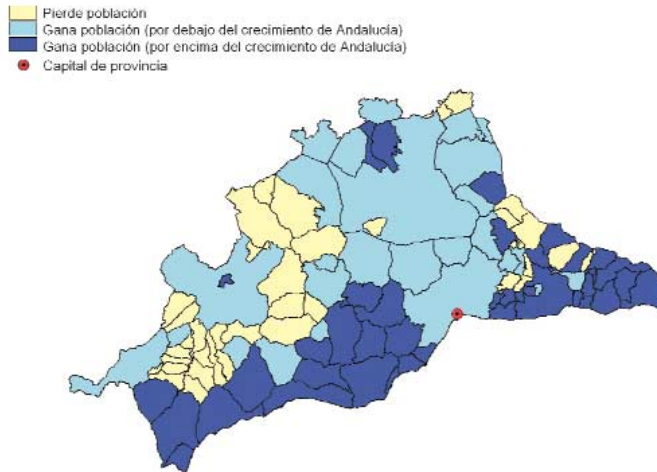 Pierde población
Gana población (por debajo del crecimiento de Andalucía)
Gana población (por encima del crecimiento de Andalucía)
Capital de provincia